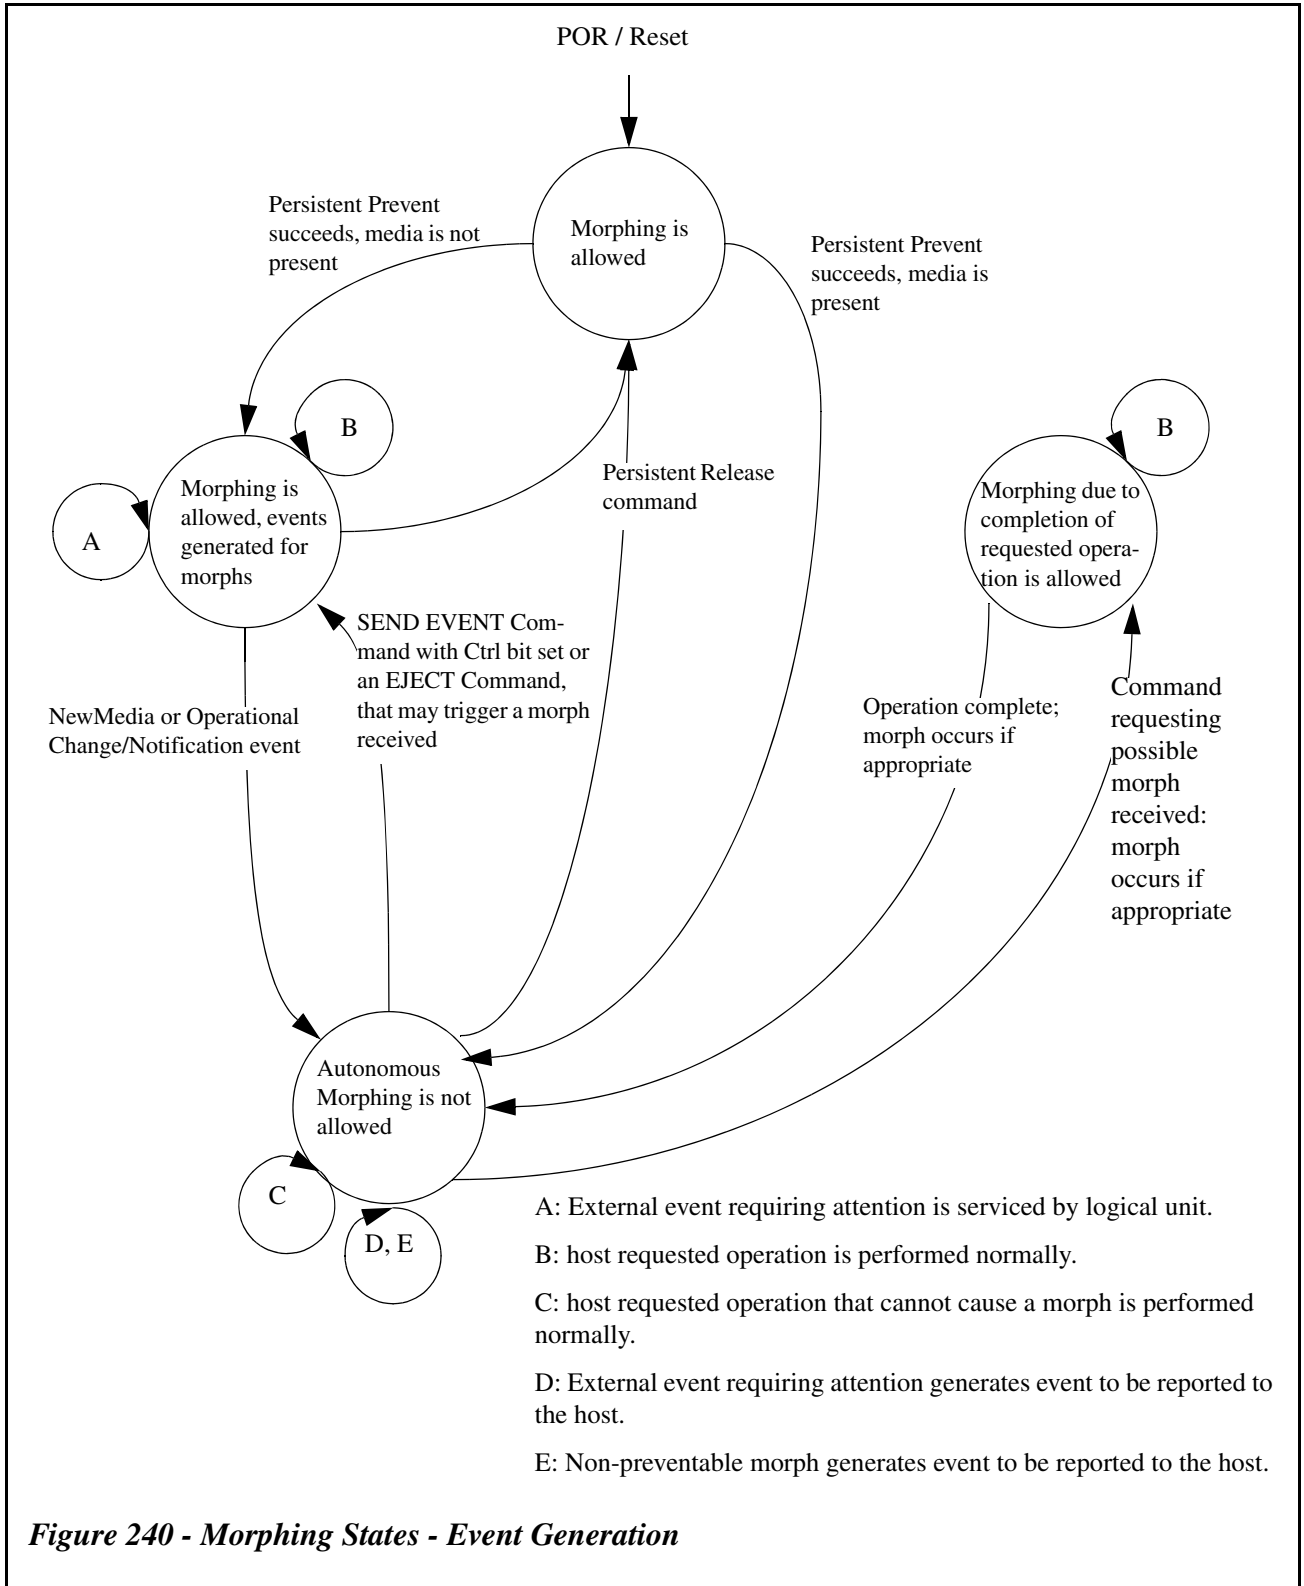 POR / Reset
Persistent Prevent
succeeds, media is not
present
Morphing is
allowed
Persistent Prevent
succeeds, media is
present
B
B
Morphing is
allowed, events
generated for
morphs
A
Persistent Release
command
Morphing due to
completion of
requested opera-
tion is allowed
SEND EVENT Com-
mand with Ctrl bit set or
an EJECT Command,
that may trigger a morph
received
NewMedia or Operational
Change/Notification event
Operation complete;
morph occurs if
appropriate
Command
requesting
possible
morph
received:
morph
occurs if
appropriate
Autonomous
Morphing is not
allowed
C
D, E
A: External event requiring attention is serviced by logical unit.
B: host requested operation is performed normally.
C: host requested operation that cannot cause a morph is performed
normally.
D: External event requiring attention generates event to be reported to
the host.
E: Non-preventable morph generates event to be reported to the host.
Figure 240 - Morphing States - Event Generation